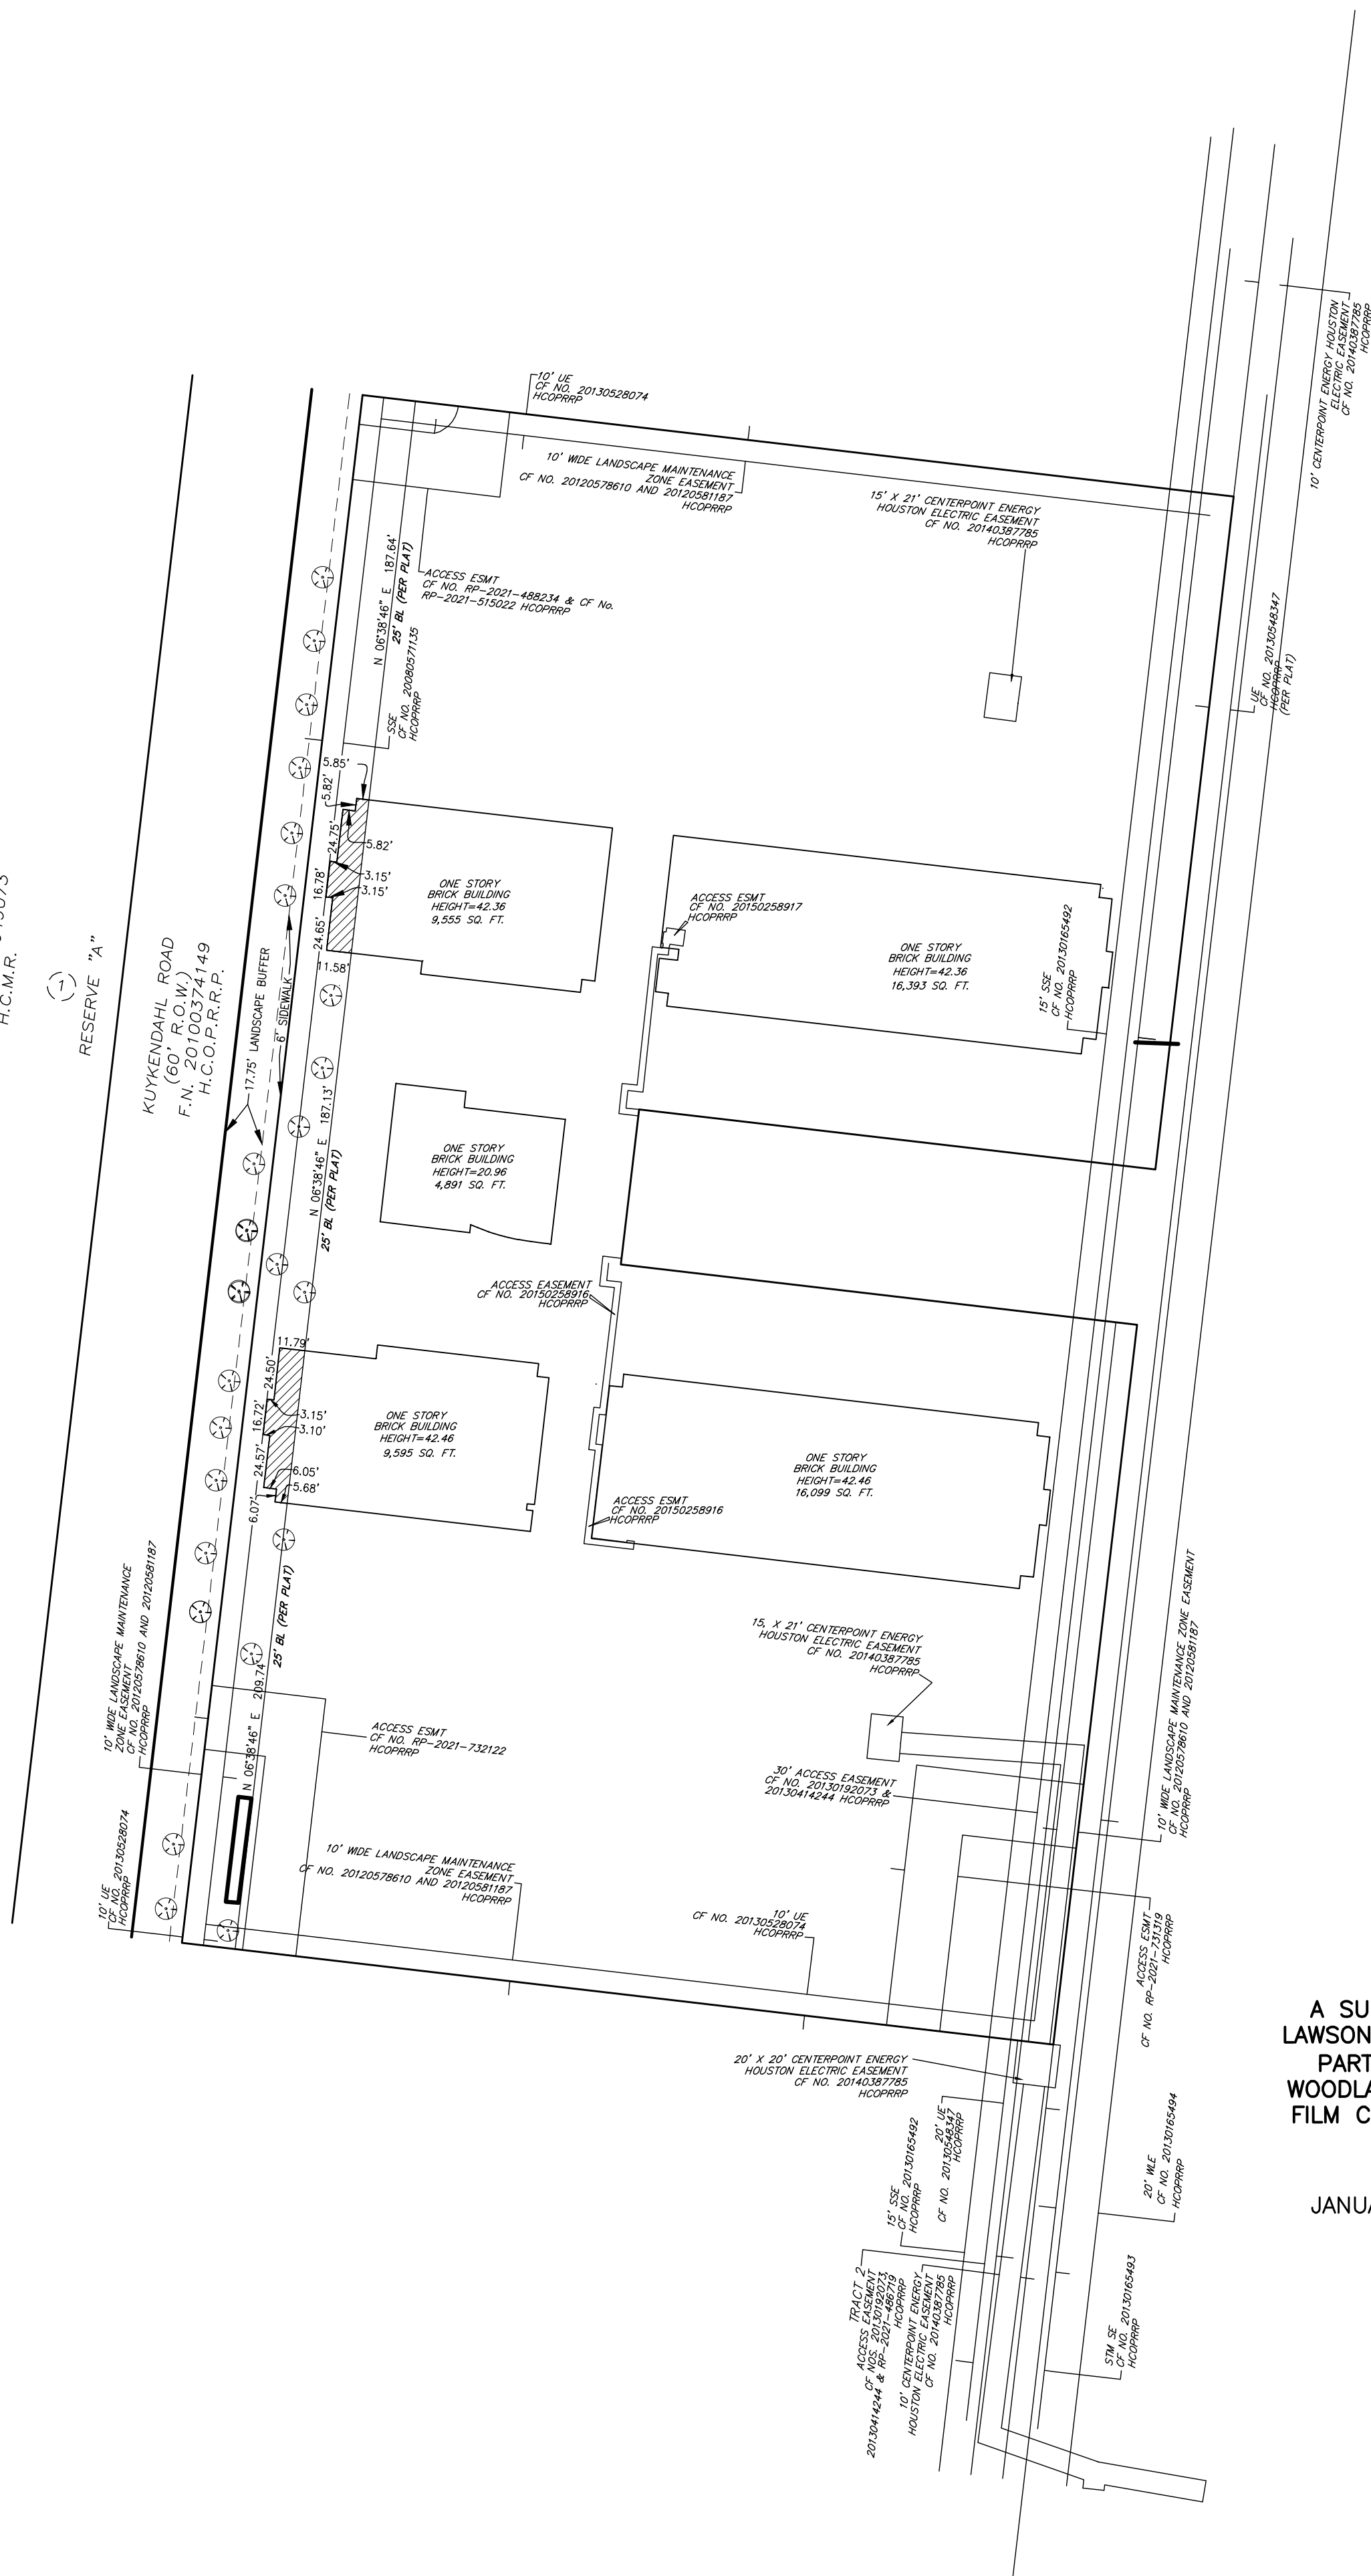 10' CENTERPOINT ENERGY HOUSTON
ELECTRIC EASEMENT
CF NO. 20140387785
HCOPRRP
10' UE
CF NO. 20130528074
HCOPRRP
10' WIDE LANDSCAPE MAINTENANCE
ZONE EASEMENT
CF NO. 20120578610 AND 20120581187
HCOPRRP
15' X 21' CENTERPOINT ENERGY
HOUSTON ELECTRIC EASEMENT
CF NO. 20140387785
HCOPRRP
N 06°38'46" E 187.64'
25' BL (PER PLAT)
ACCESS ESMT
CF NO. RP-2021-488234 & CF No.
RP-2021-515022 HCOPRRP
SSE
CF NO. 20080571135
HCOPRRP
UE
CF NO. 20130548347
HCOPRRP
(PER PLAT)
H.C.M.R.
1
RESERVE "A"
KUYKENDAHL ROAD
(60' R.O.W.)
F.N. 20100374149
H.C.O.P.R.R.P.
17.75' LANDSCAPE BUFFER
6' SIDEWALK
5.85'
5.82'
24.75'
5.82'
3.15'
16.78'
3.15'
24.65'
11.58'
ONE STORY
BRICK BUILDING
HEIGHT=42.36
9,555 SQ. FT.
ACCESS ESMT
CF NO. 20150258917
HCOPRRP
ONE STORY
BRICK BUILDING
HEIGHT=42.36
16,393 SQ. FT.
15' SSE
CF NO. 20130165492
HCOPRRP
N 06°38'46" E 187.13'
25' BL (PER PLAT)
ONE STORY
BRICK BUILDING
HEIGHT=20.96
4,891 SQ. FT.
ACCESS EASEMENT
CF NO. 20150258916
HCOPRRP
11.79'
24.50'
3.15'
16.72'
3.10'
24.57'
6.05'
5.68'
6.07'
ONE STORY
BRICK BUILDING
HEIGHT=42.46
9,595 SQ. FT.
ONE STORY
BRICK BUILDING
HEIGHT=42.46
16,099 SQ. FT.
ACCESS ESMT
CF NO. 20150258916
HCOPRRP
10' WIDE LANDSCAPE MAINTENANCE
ZONE EASEMENT
CF NO. 20120578610 AND 20120581187
HCOPRRP
N 06°38'46" E 209.74'
25' BL (PER PLAT)
15, X 21' CENTERPOINT ENERGY
HOUSTON ELECTRIC EASEMENT
CF NO. 20140387785
HCOPRRP
10' WIDE LANDSCAPE MAINTENANCE ZONE EASEMENT
CF NO. 20120578610 AND 20120581187
HCOPRRP
ACCESS ESMT
CF NO. RP-2021-732122
HCOPRRP
30' ACCESS EASEMENT
CF NO. 20130192073 &
20130414244 HCOPRRP
10' UE
CF NO. 20130528074
HCOPRRP
10' WIDE LANDSCAPE MAINTENANCE
ZONE EASEMENT
CF NO. 20120578610 AND 20120581187
HCOPRRP
10' UE
CF NO. 20130528074
HCOPRRP
ACCESS ESMT
CF NO. RP-2021-731319
HCOPRRP
20' X 20' CENTERPOINT ENERGY
HOUSTON ELECTRIC EASEMENT
CF NO. 20140387785
HCOPRRP
A SU
LAWSON
PART
WOODLA
FILM C
JANUA
15' SSE
CF NO. 20130165492
HCOPRRP
20' UE
CF NO. 20130548347
HCOPRRP
20' WLE
CF NO. 20130165494
HCOPRRP
TRACT 2
ACCESS EASEMENT
CF NOS. 20130192073,
20130414244 & RP-2021-486719
HCOPRRP
10' CENTERPOINT ENERGY
HOUSTON ELECTRIC EASEMENT
CF NO. 20140387785
HCOPRRP
STM SE
CF NO. 20130165493
HCOPRRP